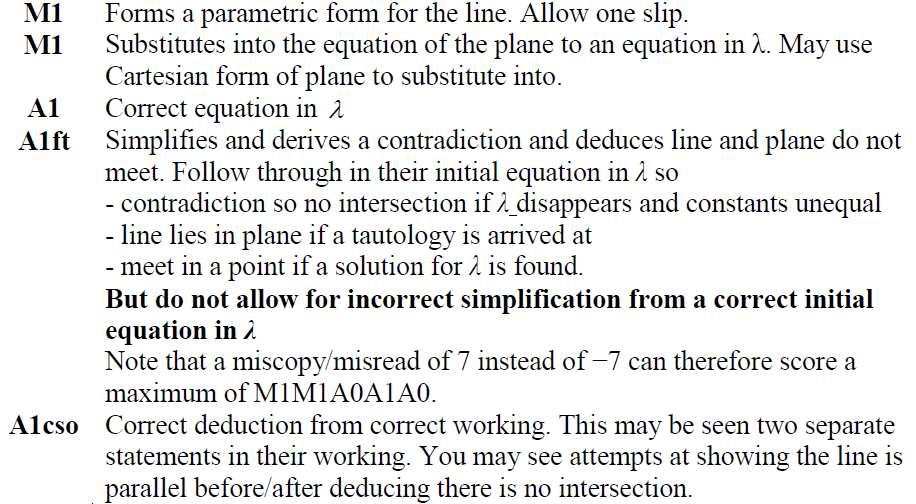 M1 Forms a parametric form for the line. Allow one slip.
M1 Substitutes into the equation of the plane to an equation in λ. May use
Cartesian form of plane to substitute into.
A1 Correct equation in λ
A1ft Simplifies and derives a contradiction and deduces line and plane do not
meet. Follow through in their initial equation in λ so
- contradiction so no intersection if λ disappears and constants unequal
- line lies in plane if a tautology is arrived at
- meet in a point if a solution for λ is found.
But do not allow for incorrect simplification from a correct initial
equation in λ
Note that a miscopy/misread of 7 instead of −7 can therefore score a
maximum of M1M1A0A1A0.
A1cso Correct deduction from correct working. This may be seen two separate
statements in their working. You may see attempts at showing the line is
parallel before/after deducing there is no intersection.